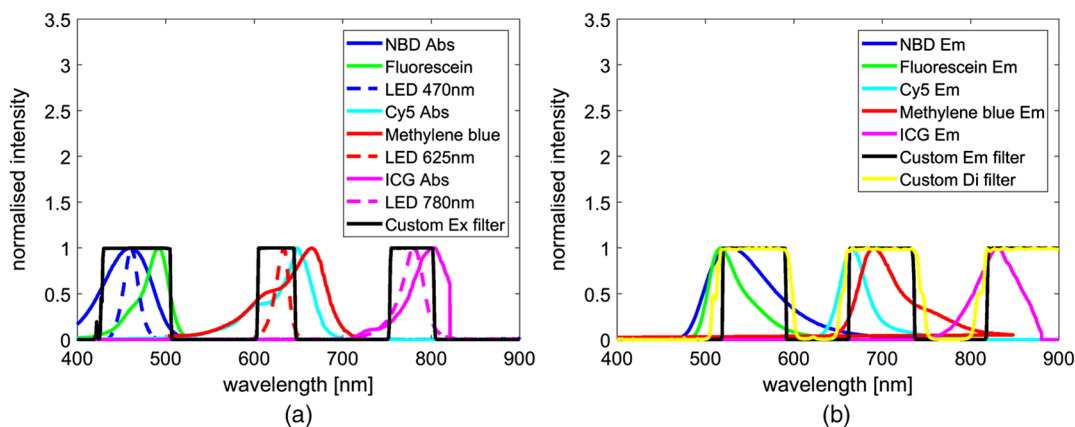 3.5
3
2.5
2
1.5
1
0.5
0
normalised intensity
NBD Abs
Fluorescein
LED 470nm
Cy5 Abs
Methylene blue
LED 625nm
ICG Abs
LED 780nm
Custom Ex filter
400 500 600 700 800 900
wavelength [nm]
(a)
3.5
3
2.5
2
1.5
1
0.5
0
normalised intensity
NBD Em
Fluorescein Em
Cy5 Em
Methylene blue Em
ICG Em
Custom Em filter
Custom Di filter
400 500 600 700 800 900
wavelength [nm]
(b)